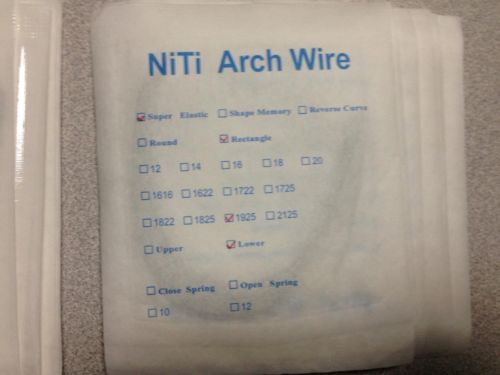 NiTi Arch Wire
☑ Super Elastic ☐ Shape Memory ☐ Reverse Curve
☐ Round ☑ Rectangle
☐ 12 ☐ 14 ☐ 16 ☐ 18 ☐ 20
☐ 1616 ☐ 1622 ☐ 1722 ☐ 1725
☐ 1822 ☐ 1825 ☑ 1925 ☐ 2125
☐ Upper ☑ Lower
☐ Close Spring ☐ Open Spring
☐ 10 ☐ 12